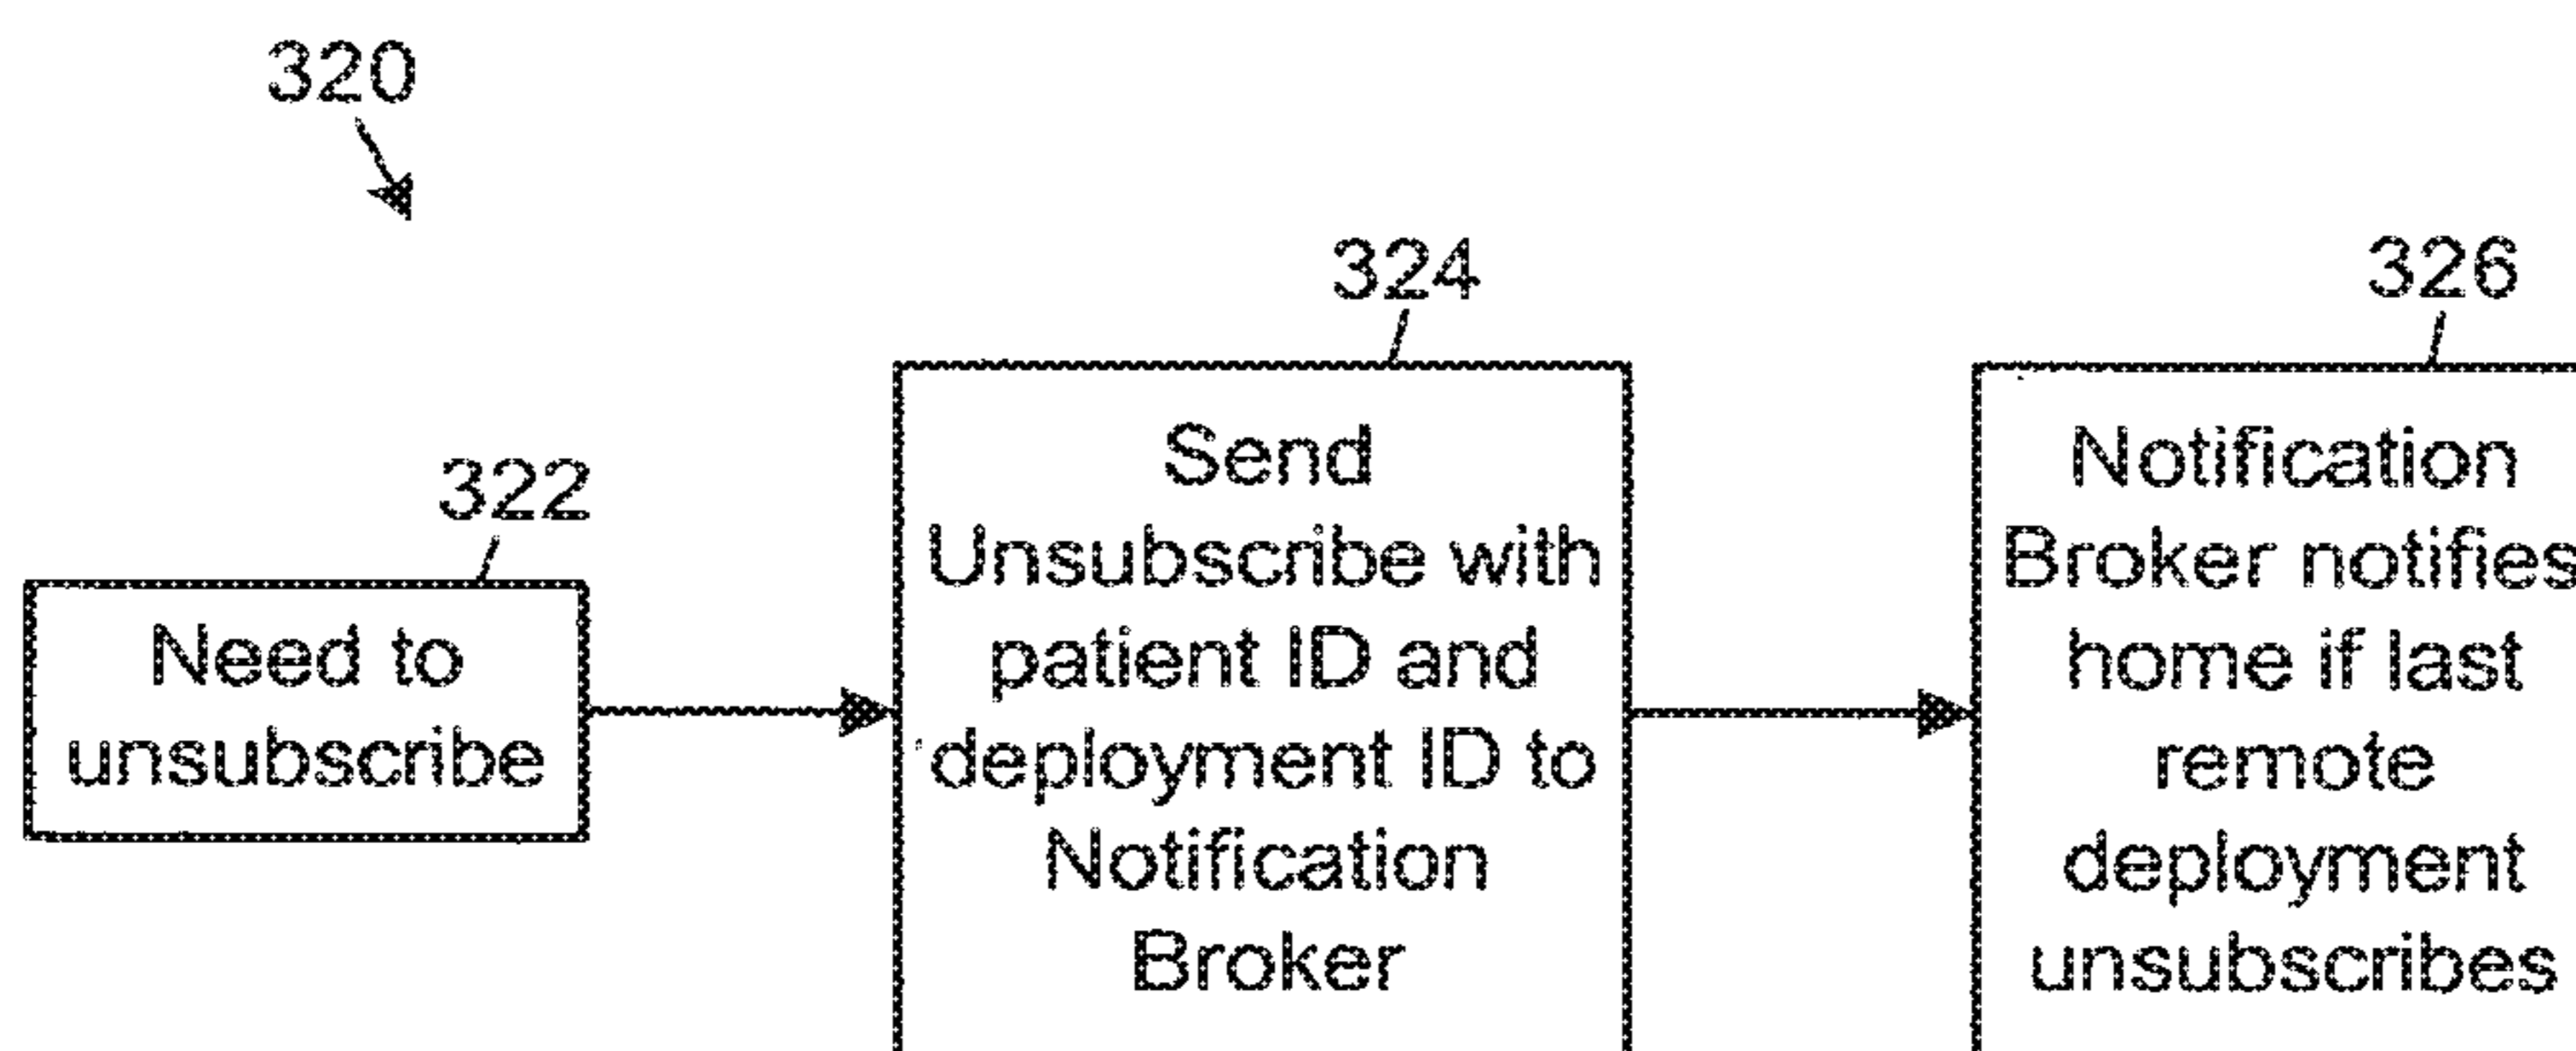 320
324
326
322
Need to
unsubscribe
Send
Unsubscribe with
patient ID and
deployment ID to
Notification
Broker
Notification
Broker notifies
home if last
remote
deployment
unsubscribes